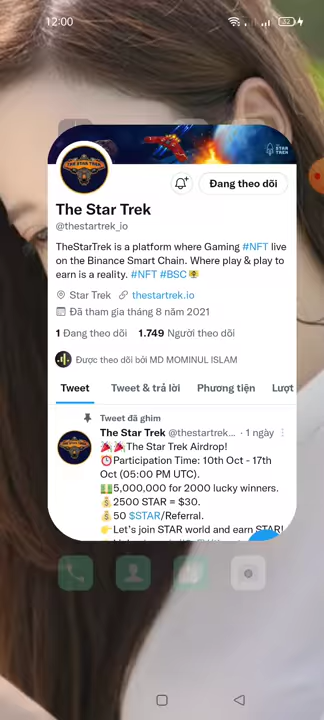 12:00
32
THE STAR TREK
STAR
TREK
Đang theo dõi
The Star Trek
@thestartrek_io
TheStarTrek is a platform where Gaming #NFT live
on the Binance Smart Chain. Where play & play to
earn is a reality. #NFT #BSC
Star Trek thestartrek.io
Đã tham gia tháng 8 năm 2021
1 Đang theo dõi 1.749 Người theo dõi
Được theo dõi bởi MD MOMINUL ISLAM
Tweet Tweet & trả lời Phương tiện Lượt
Tweet đã ghim
The Star Trek @thestartrek... · 1 ngày
🎉🎉The Star Trek Airdrop!
⏰Participation Time: 10th Oct - 17th
Oct (05:00 PM UTC).
💵5,000,000 for 2000 lucky winners.
💰2500 STAR = $30.
💰50 $STAR/Referral.
👉Let's join STAR world and earn STAR!